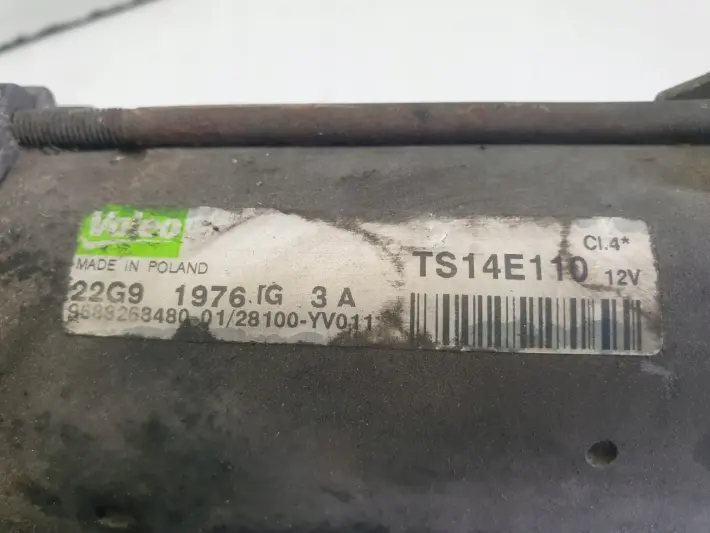 Valeo
MADE IN POLAND
22G9 1976 IG 3 A
9688268480-01/28100-YV011
TS14E110
Cl.4*
12V